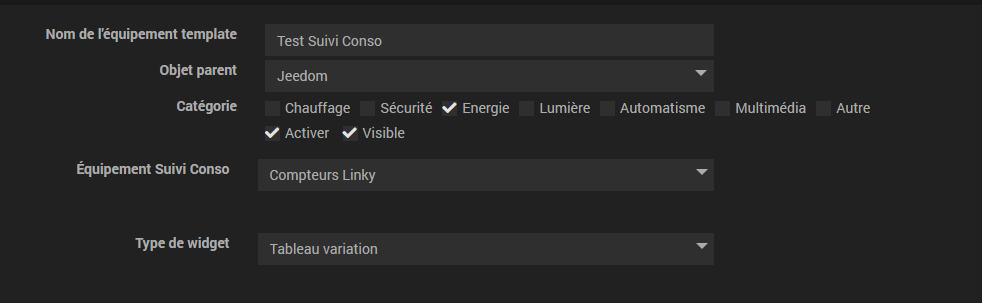 Nom de l'équipement template Test Suivi Conso
Objet parent Jeedom
Catégorie Chauffage Sécurité Energie Lumière Automatisme Multimédia Autre
Activer Visible
Équipement Suivi Conso Compteurs Linky
Type de widget Tableau variation